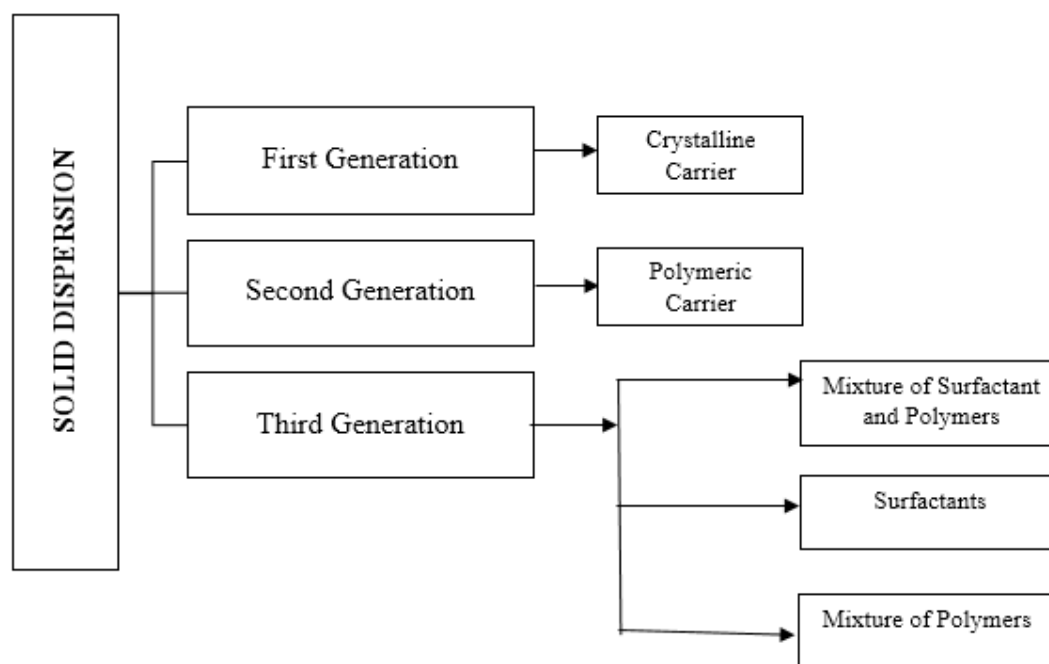 SOLID DISPERSION
First Generation
Crystalline
Carrier
Second Generation
Polymeric
Carrier
Third Generation
Mixture of Surfactant
and Polymers
Surfactants
Mixture of Polymers